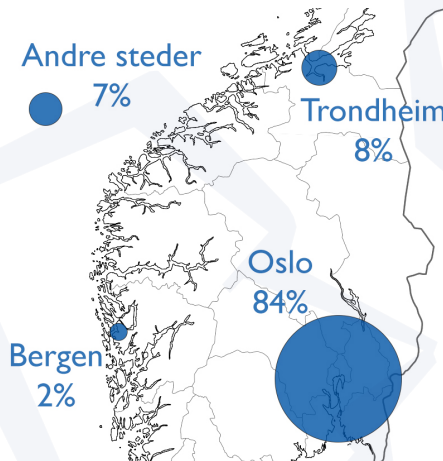 Andre steder
7%
Trondheim
8%
Oslo
84%
Bergen
2%